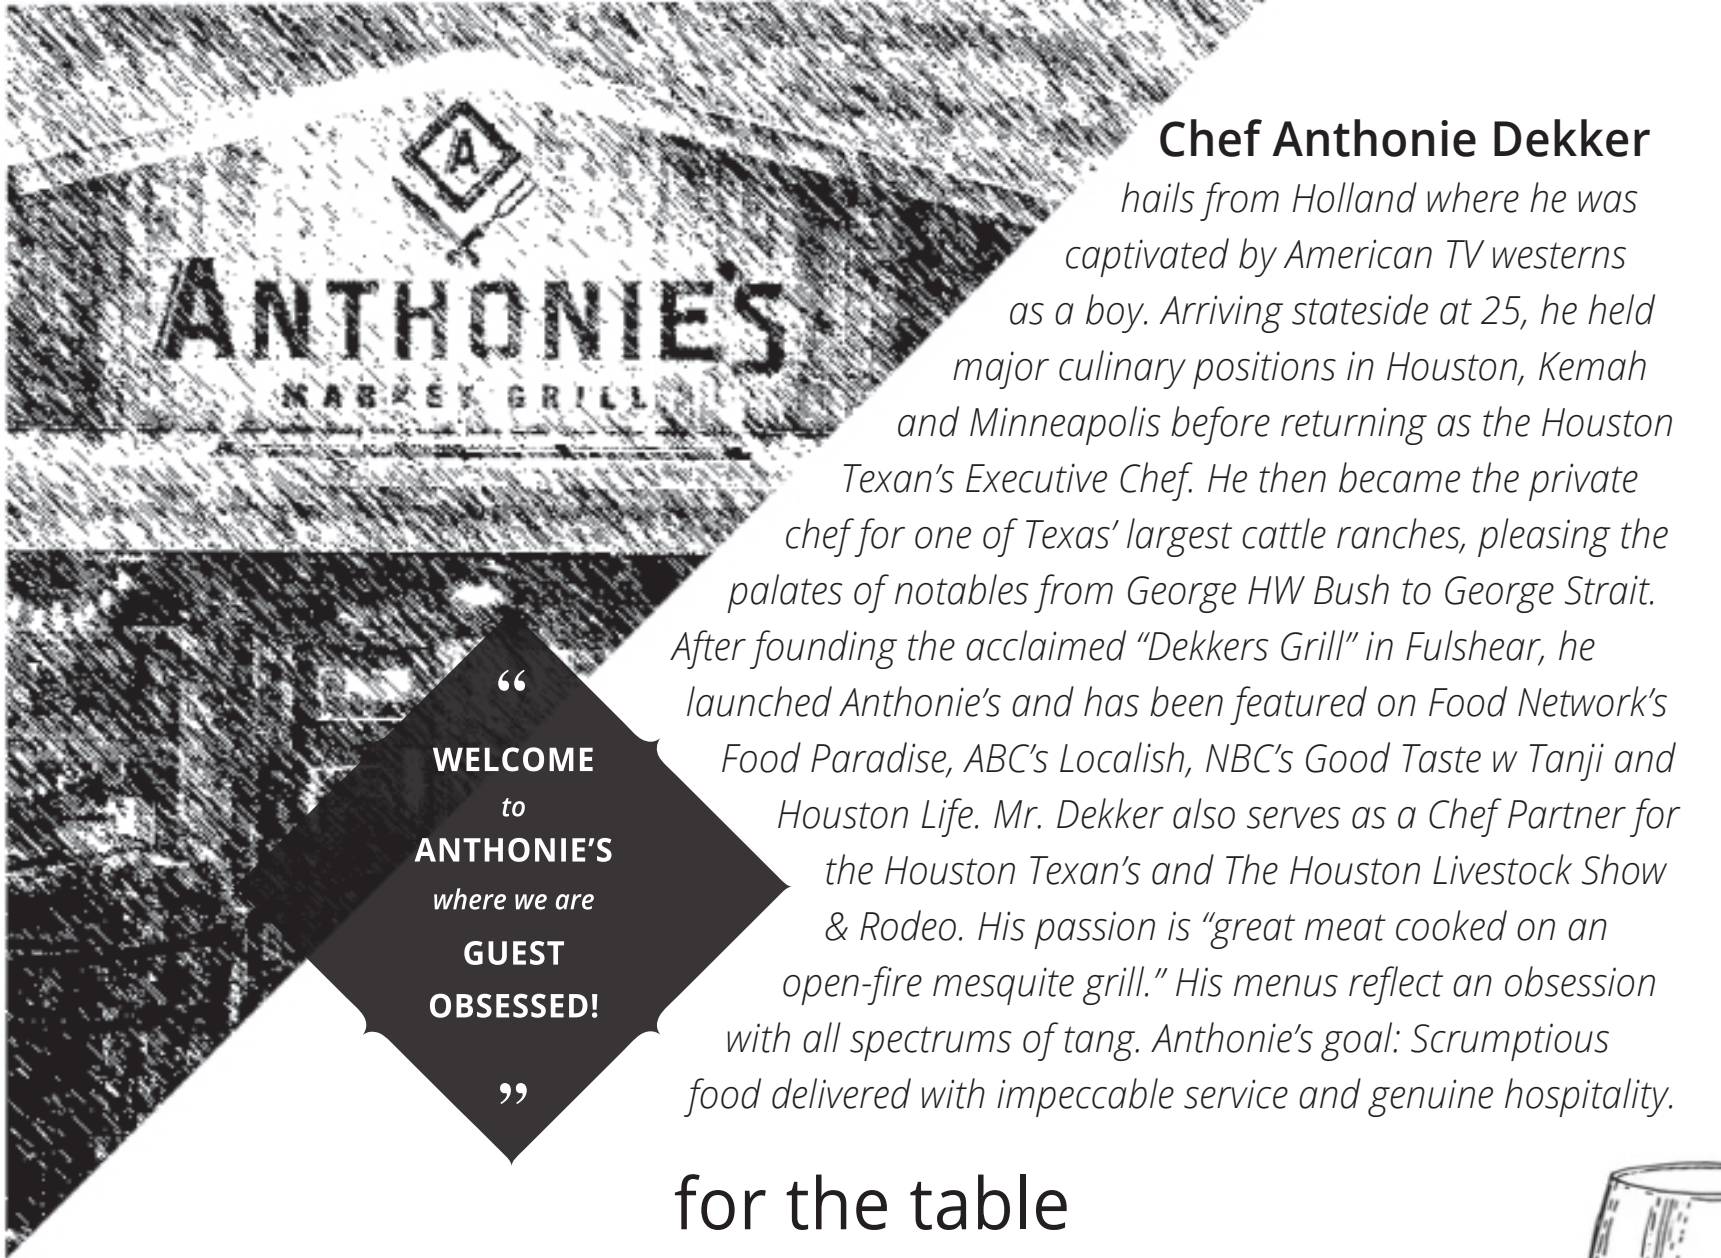 A
ANTHONIE'S
MARKET GRILL
Chef Anthonie Dekker
hails from Holland where he was
captivated by American TV westerns
as a boy. Arriving stateside at 25, he held
major culinary positions in Houston, Kemah
and Minneapolis before returning as the Houston
Texan’s Executive Chef. He then became the private
chef for one of Texas’ largest cattle ranches, pleasing the
palates of notables from George HW Bush to George Strait.
After founding the acclaimed “Dekkers Grill” in Fulshear, he
launched Anthonie’s and has been featured on Food Network’s
Food Paradise, ABC’s Localish, NBC’s Good Taste w Tanji and
Houston Life. Mr. Dekker also serves as a Chef Partner for
the Houston Texan’s and The Houston Livestock Show
& Rodeo. His passion is “great meat cooked on an
open-fire mesquite grill.” His menus reflect an obsession
with all spectrums of tang. Anthonie’s goal: Scrumptious
food delivered with impeccable service and genuine hospitality.
“
WELCOME
to
ANTHONIE’S
where we are
GUEST
OBSESSED!
”
for the table